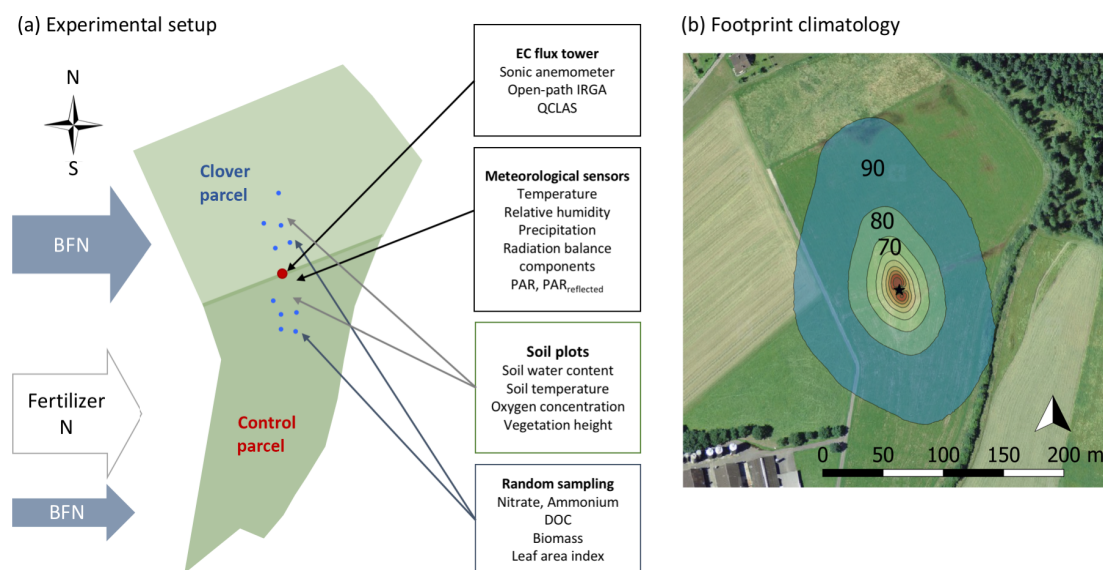 (a) Experimental setup
N
S
Clover
parcel
BFN
Fertilizer
N
BFN
Control
parcel
EC flux tower
Sonic anemometer
Open-path IRGA
QCLAS
Meteorological sensors
Temperature
Relative humidity
Precipitation
Radiation balance
components
PAR, PARreflected
Soil plots
Soil water content
Soil temperature
Oxygen concentration
Vegetation height
Random sampling
Nitrate, Ammonium
DOC
Biomass
Leaf area index
(b) Footprint climatology
90
80
70
0 50 100 150 200 m